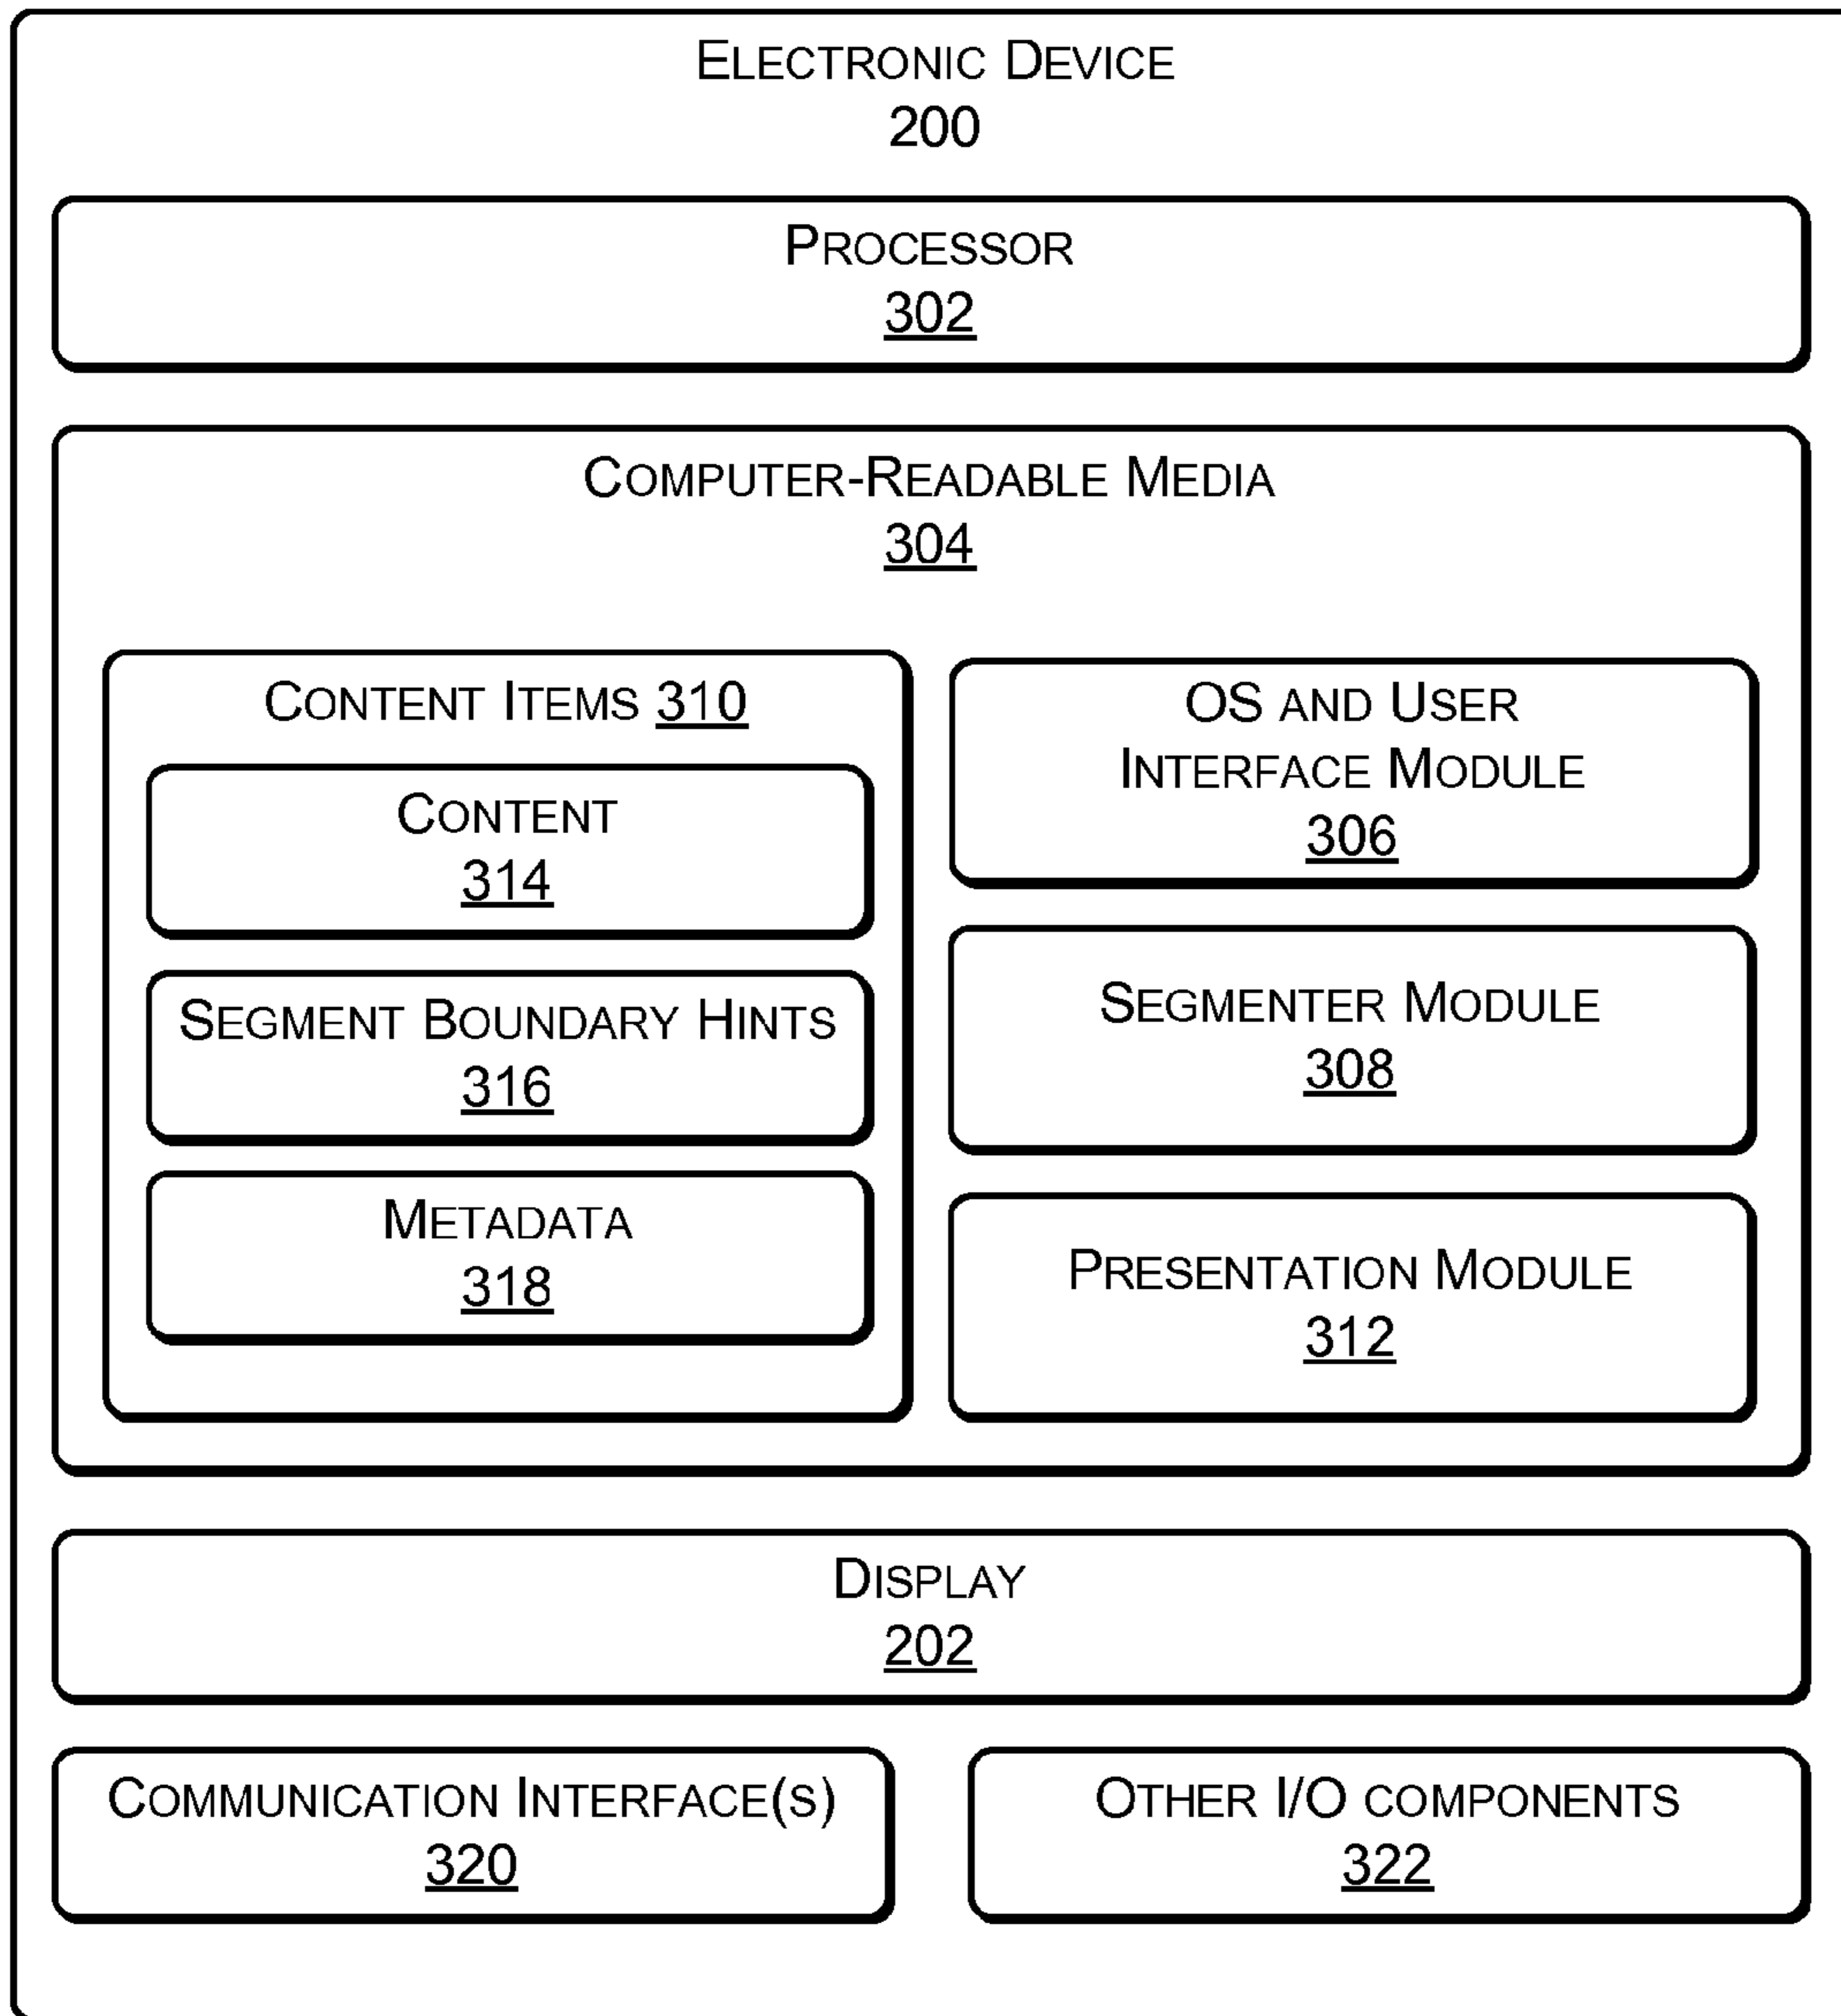 ELECTRONIC DEVICE
200
PROCESSOR
302
COMPUTER-READABLE MEDIA
304
CONTENT ITEMS 310
CONTENT
314
SEGMENT BOUNDARY HINTS
316
METADATA
318
OS AND USER
INTERFACE MODULE
306
SEGMENTER MODULE
308
PRESENTATION MODULE
312
DISPLAY
202
COMMUNICATION INTERFACE(S)
320
OTHER I/O COMPONENTS
322